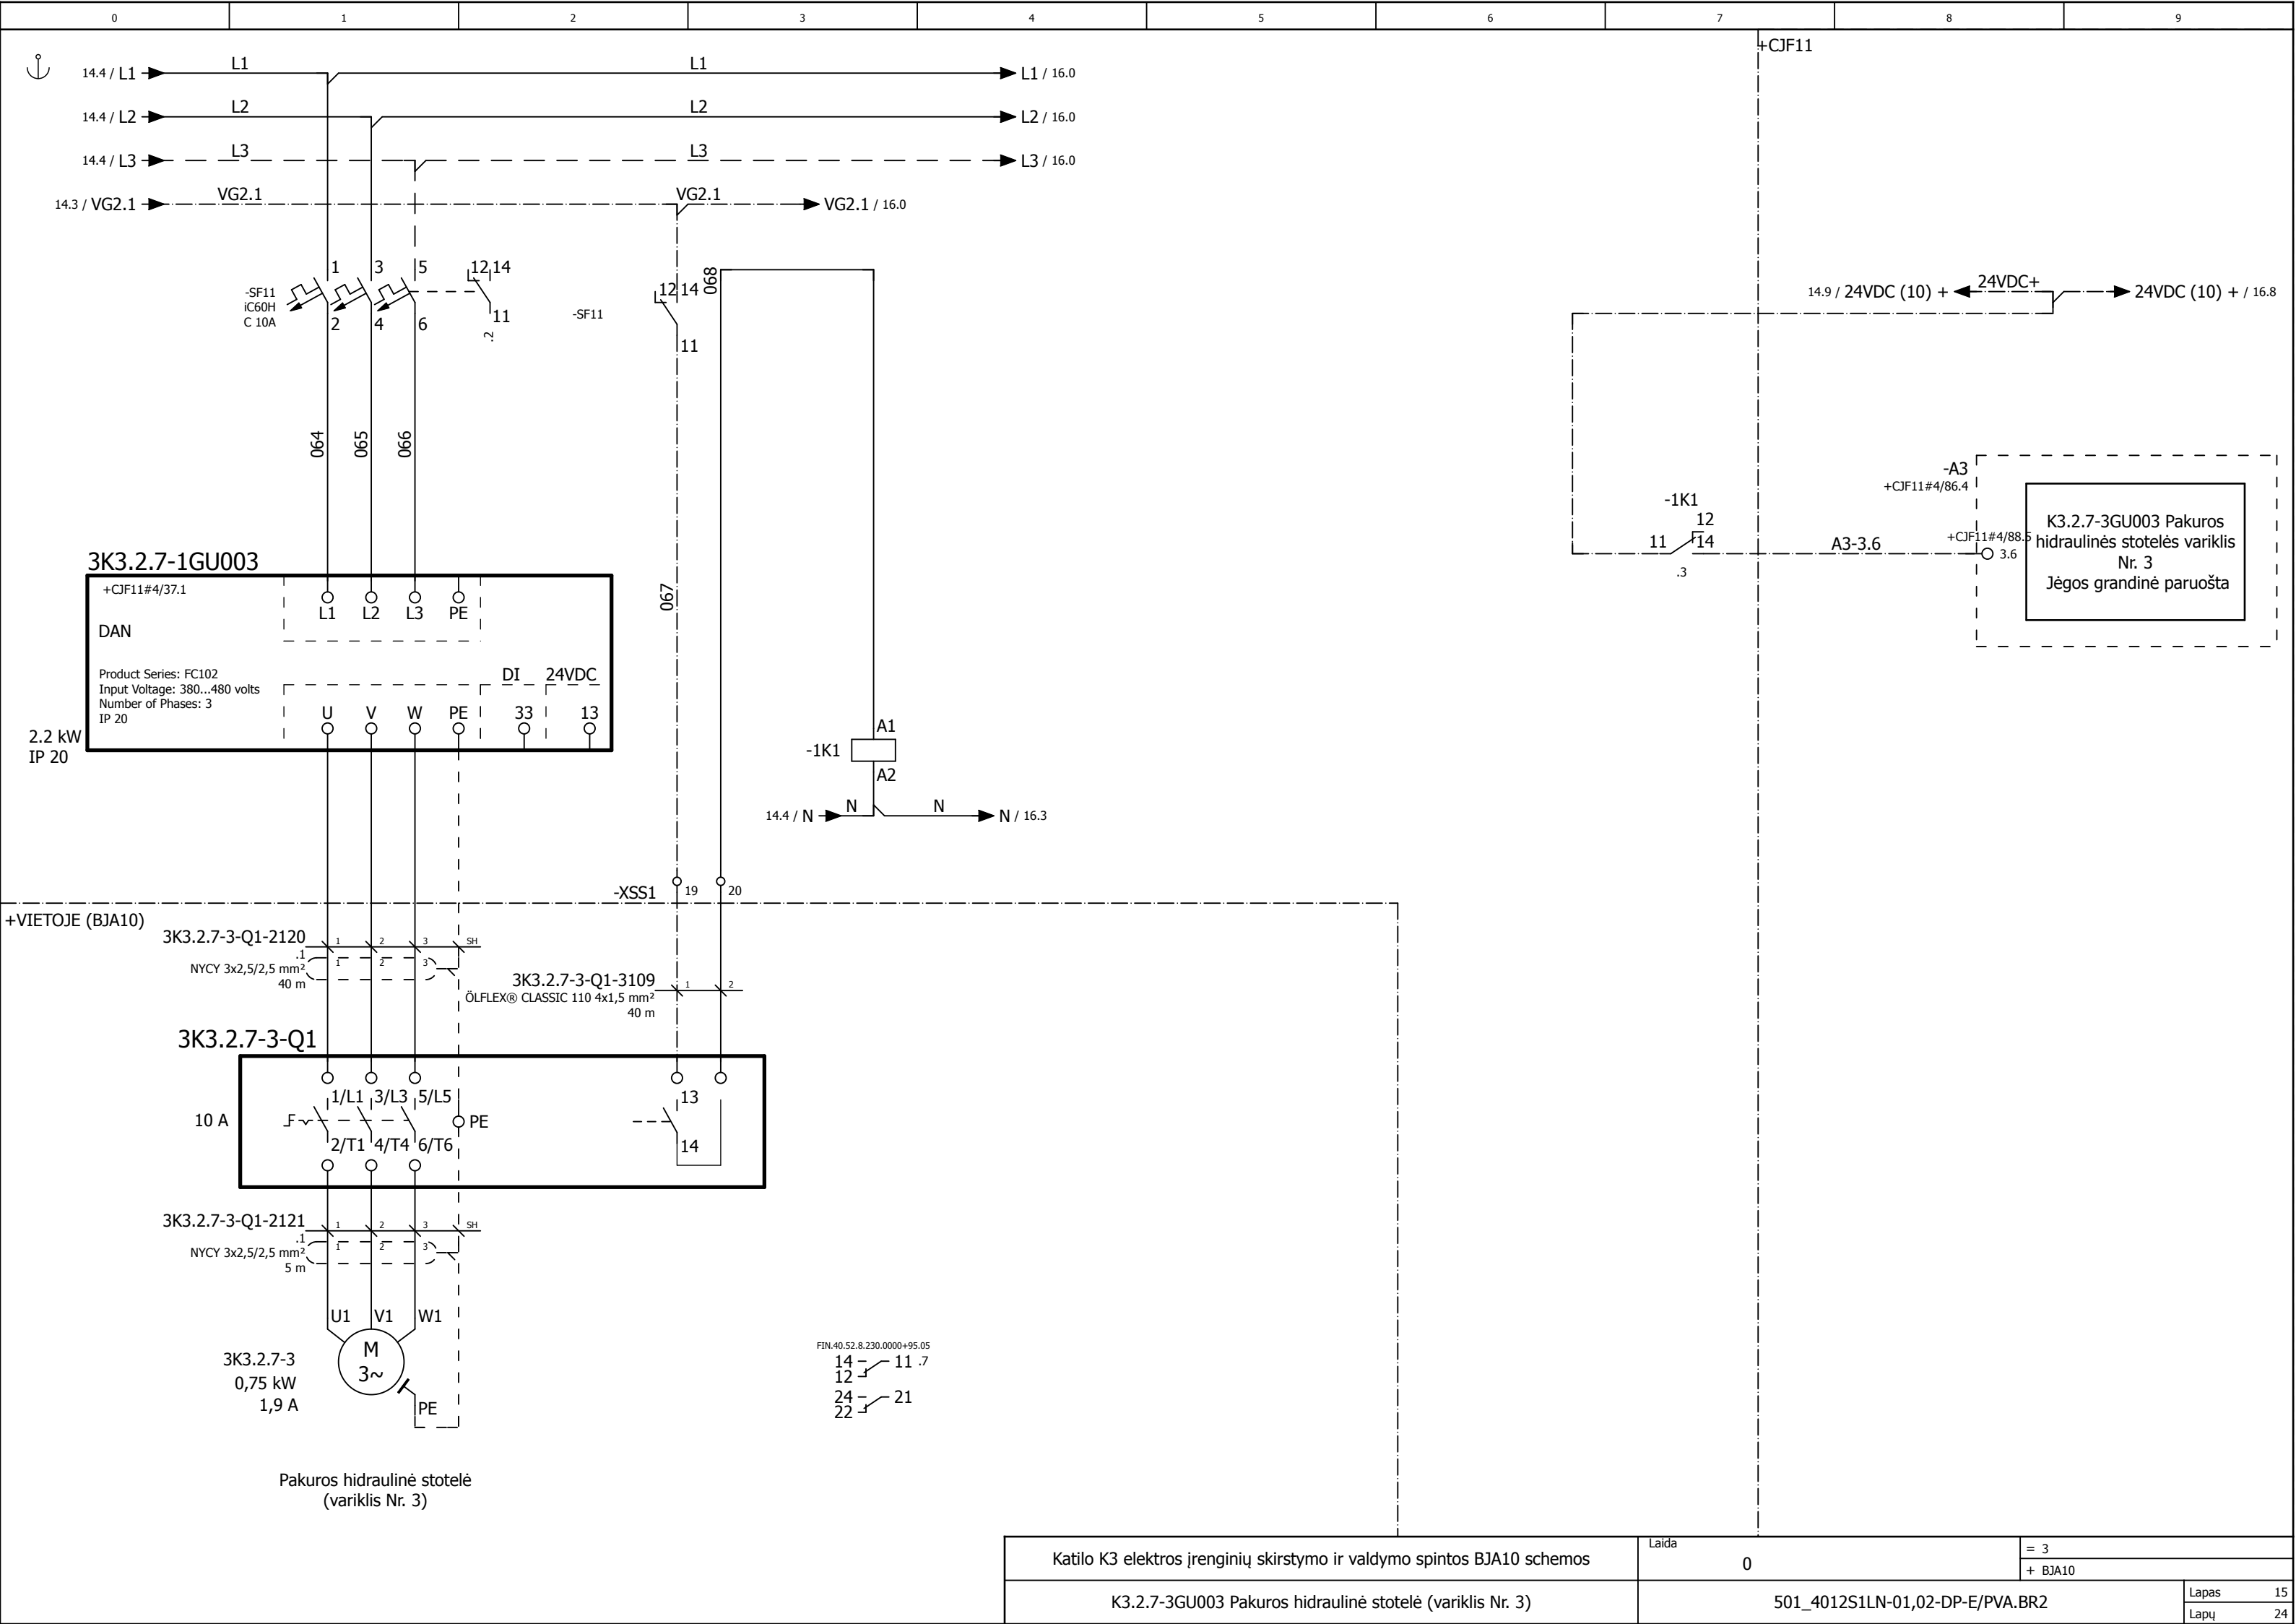 0 1 2 3 4 5 6 7 8 9
+CJF11
14.4 / L1 L1 L1 L1 / 16.0
14.4 / L2 L2 L2 L2 / 16.0
14.4 / L3 L3 L3 L3 / 16.0
14.3 / VG2.1 VG2.1 VG2.1 VG2.1 / 16.0
-SF11
iC60H
C 10A
1 3 5
2 4 6
12 14
11
.2
-SF11
12 14
11
068
14.9 / 24VDC (10) + 24VDC+ 24VDC (10) + / 16.8
064 065 066
067
-1K1
12
11 14
.3
A3-3.6
-A3
+CJF11#4/86.4
+CJF11#4/88.5
3.6
K3.2.7-3GU003 Pakuros
hidraulinės stotelės variklis
Nr. 3
Jėgos grandinė paruošta
3K3.2.7-1GU003
+CJF11#4/37.1
DAN
L1 L2 L3 PE
Product Series: FC102
Input Voltage: 380...480 volts
Number of Phases: 3
IP 20
DI 24VDC
U V W PE 33 13
2.2 kW
IP 20
A1
-1K1
A2
14.4 / N N N N / 16.3
-XSS1 19 20
+VIETOJE (BJA10)
3K3.2.7-3-Q1-2120 1 2 3 SH
.1 1 2 3
NYCY 3x2,5/2,5 mm²
40 m
3K3.2.7-3-Q1-3109 1 2
ÖLFLEX® CLASSIC 110 4x1,5 mm²
40 m
3K3.2.7-3-Q1
10 A
1/L1 3/L3 5/L5
PE
2/T1 4/T4 6/T6
13
14
3K3.2.7-3-Q1-2121 1 2 3 SH
.1 1 2 3
NYCY 3x2,5/2,5 mm²
5 m
U1 V1 W1
M
3~
3K3.2.7-3
0,75 kW
1,9 A
PE
FIN.40.52.8.230.0000+95.05
14 11 .7
12
24 21
22
Pakuros hidraulinė stotelė
(variklis Nr. 3)
Katilo K3 elektros įrenginių skirstymo ir valdymo spintos BJA10 schemos
Laida
0
= 3
+ BJA10
K3.2.7-3GU003 Pakuros hidraulinė stotelė (variklis Nr. 3)
501_4012S1LN-01,02-DP-E/PVA.BR2
Lapas 15
Lapų 24